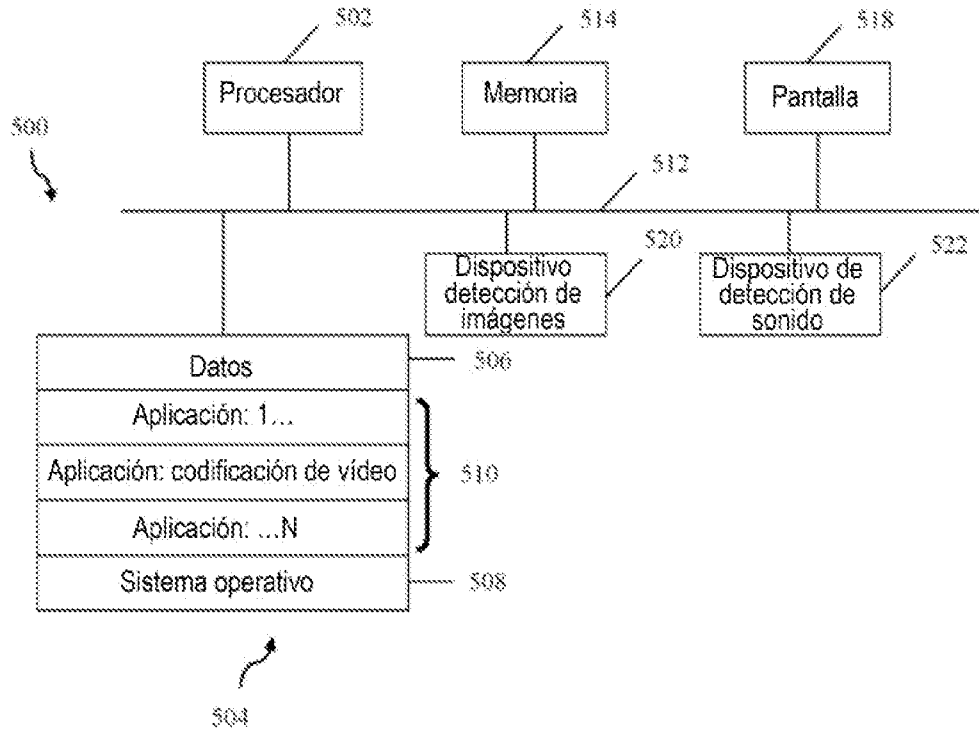 502
514
518
Procesador
Memoria
Pantalla
500
512
520
522
Dispositivo
detección de
imágenes
Dispositivo de
detección de
sonido
Datos
506
Aplicación: 1...
Aplicación: codificación de vídeo
510
Aplicación: ...N
Sistema operativo
508
504